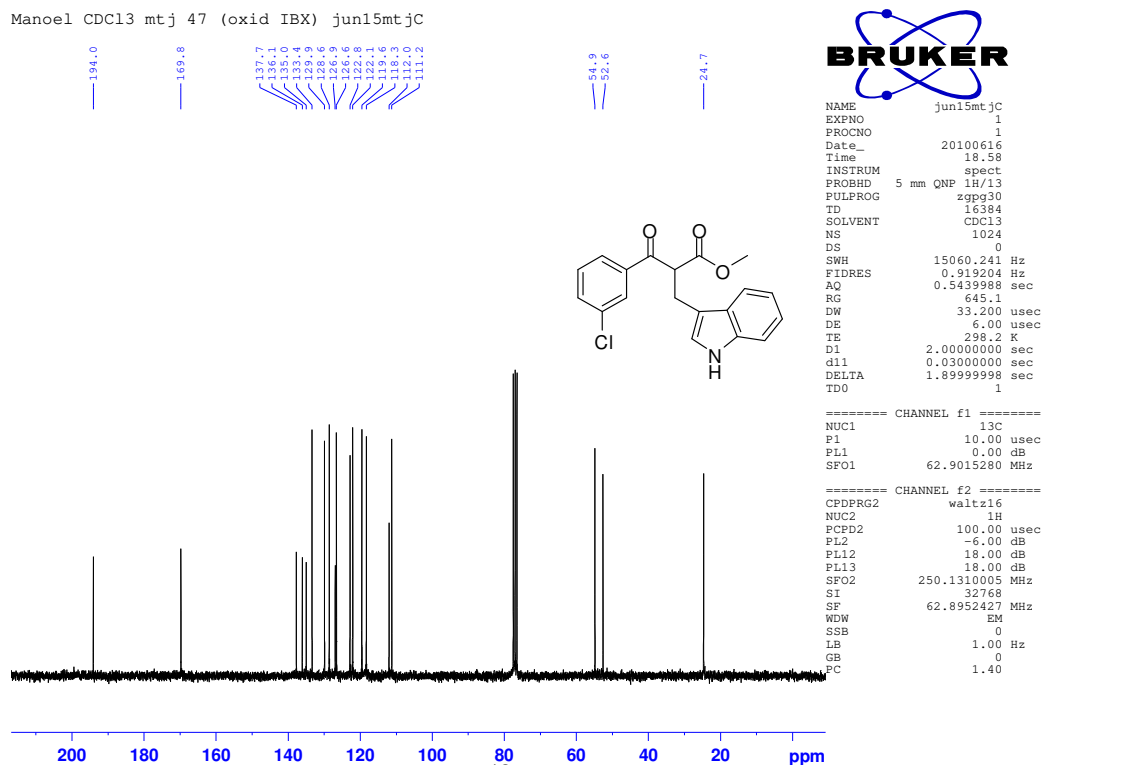 Manoel CDCl3 mtj 47 (oxid IBX) jun15mtjC
194.0
169.8
137.7
136.1
135.0
133.4
129.9
128.6
126.9
126.6
122.8
122.1
119.6
118.3
112.0
111.2
54.9
52.6
24.7
BRUKER
NAME jun15mtjC
EXPNO 1
PROCNO 1
Date_ 20100616
Time 18.58
INSTRUM spect
PROBHD 5 mm QNP 1H/13
PULPROG zgpg30
TD 16384
SOLVENT CDCl3
NS 1024
DS 0
SWH 15060.241 Hz
FIDRES 0.919204 Hz
AQ 0.5439988 sec
RG 645.1
DW 33.200 usec
DE 6.00 usec
TE 298.2 K
D1 2.00000000 sec
d11 0.03000000 sec
DELTA 1.89999998 sec
TD0 1
======== CHANNEL f1 ========
NUC1 13C
P1 10.00 usec
PL1 0.00 dB
SFO1 62.9015280 MHz
======== CHANNEL f2 ========
CPDPRG2 waltz16
NUC2 1H
PCPD2 100.00 usec
PL2 -6.00 dB
PL12 18.00 dB
PL13 18.00 dB
SFO2 250.1310005 MHz
SI 32768
SF 62.8952427 MHz
WDW EM
SSB 0
LB 1.00 Hz
GB 0
PC 1.40
O O
O
Cl
N
H
200 180 160 140 120 100 80 60 40 20 ppm